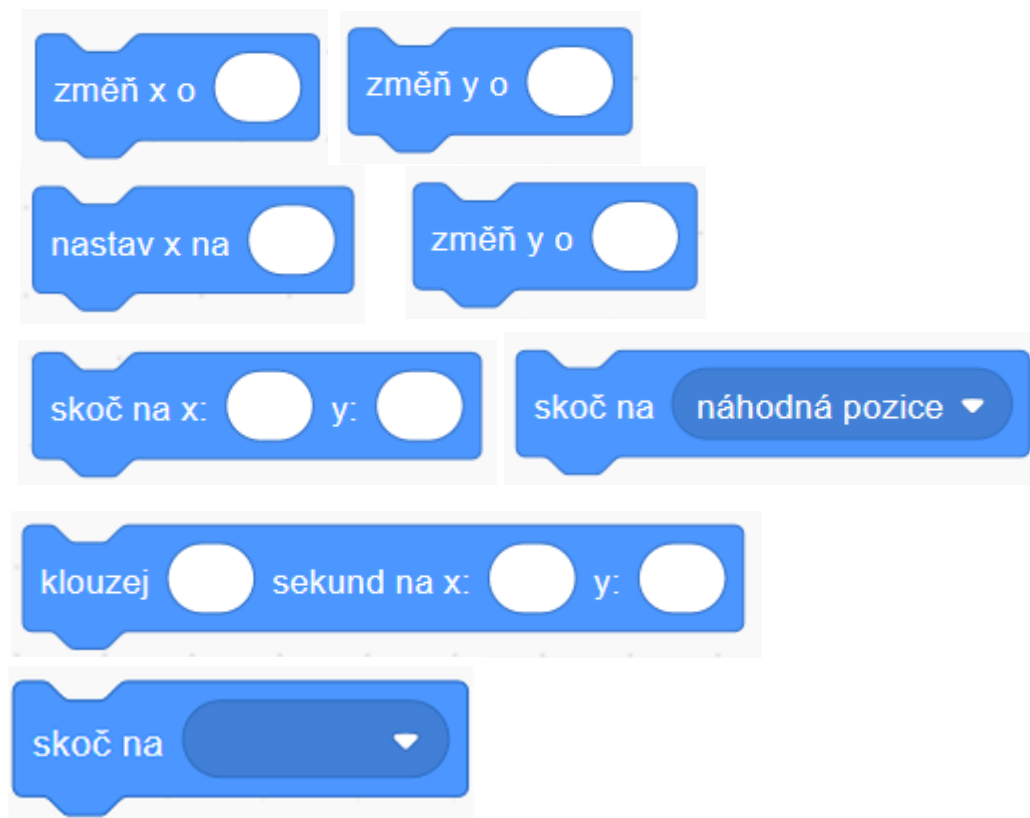 změň x o
změň y o
nastav x na
změň y o
skoč na x: y:
skoč na náhodná pozice
klouzej sekund na x: y:
skoč na